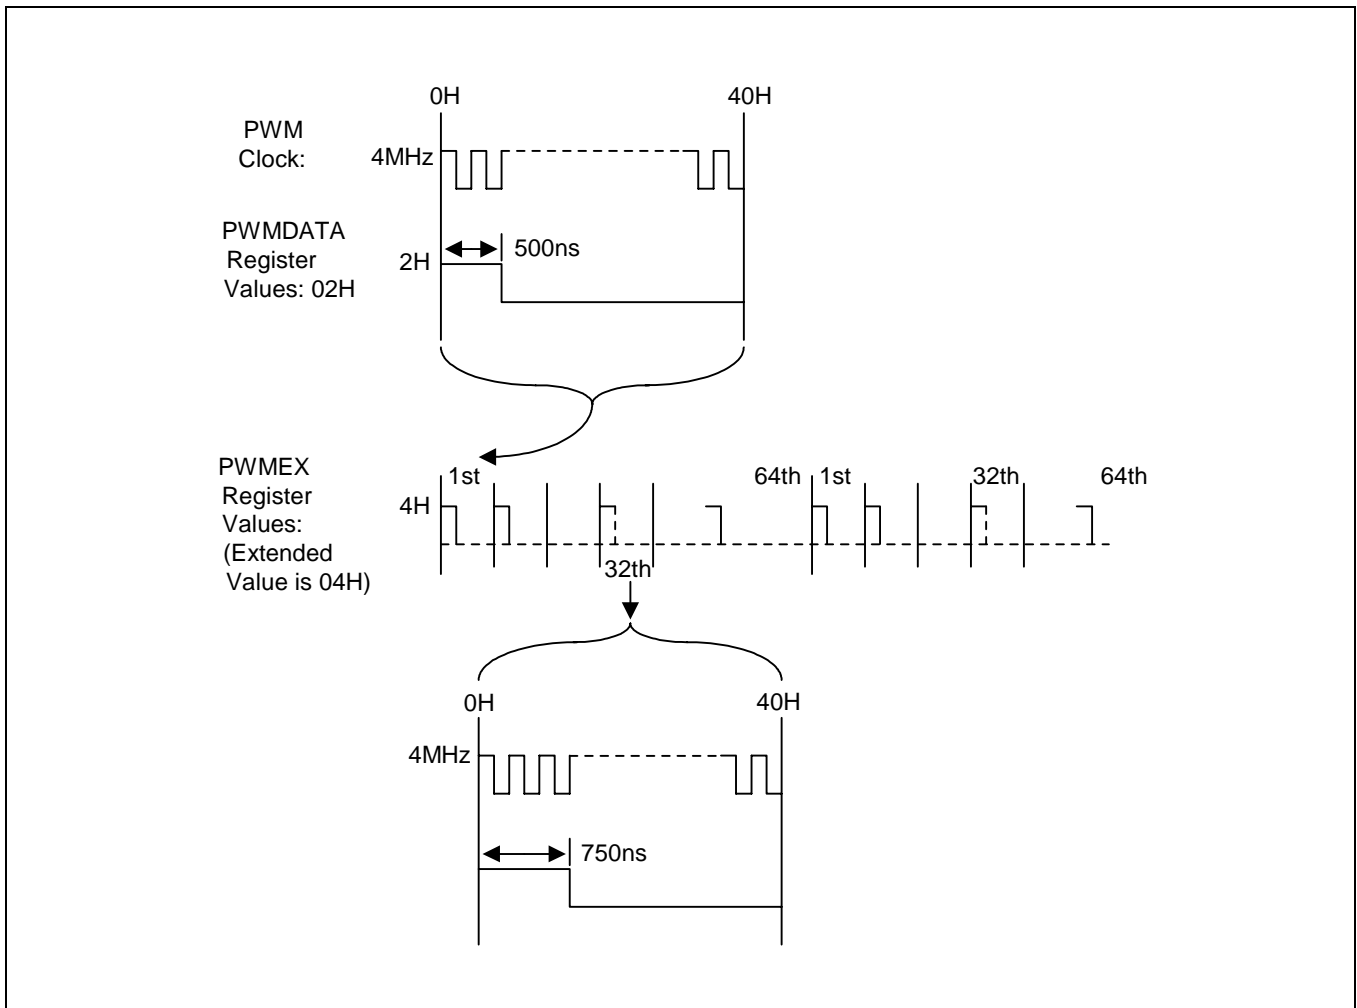 0H
40H
PWM
Clock:
4MHz
PWMDATA
Register
Values: 02H
2H
500ns
PWMEX
Register
Values:
(Extended
Value is 04H)
4H
1st
64th
1st
32th
64th
32th
0H
40H
4MHz
750ns